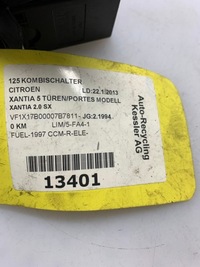 125 KOMBISCHALTER
CITROEN LD:22.1.2013
XANTIA 5 TÜREN/PORTES MODELL
XANTIA 2.0 SX
VF1X17B00007B7811- JG:2.1994
0 KM LIM/5-FA4-1
FUEL-1997 CCM-R-ELE-
13401
Auto-Recycling
Kessler AG